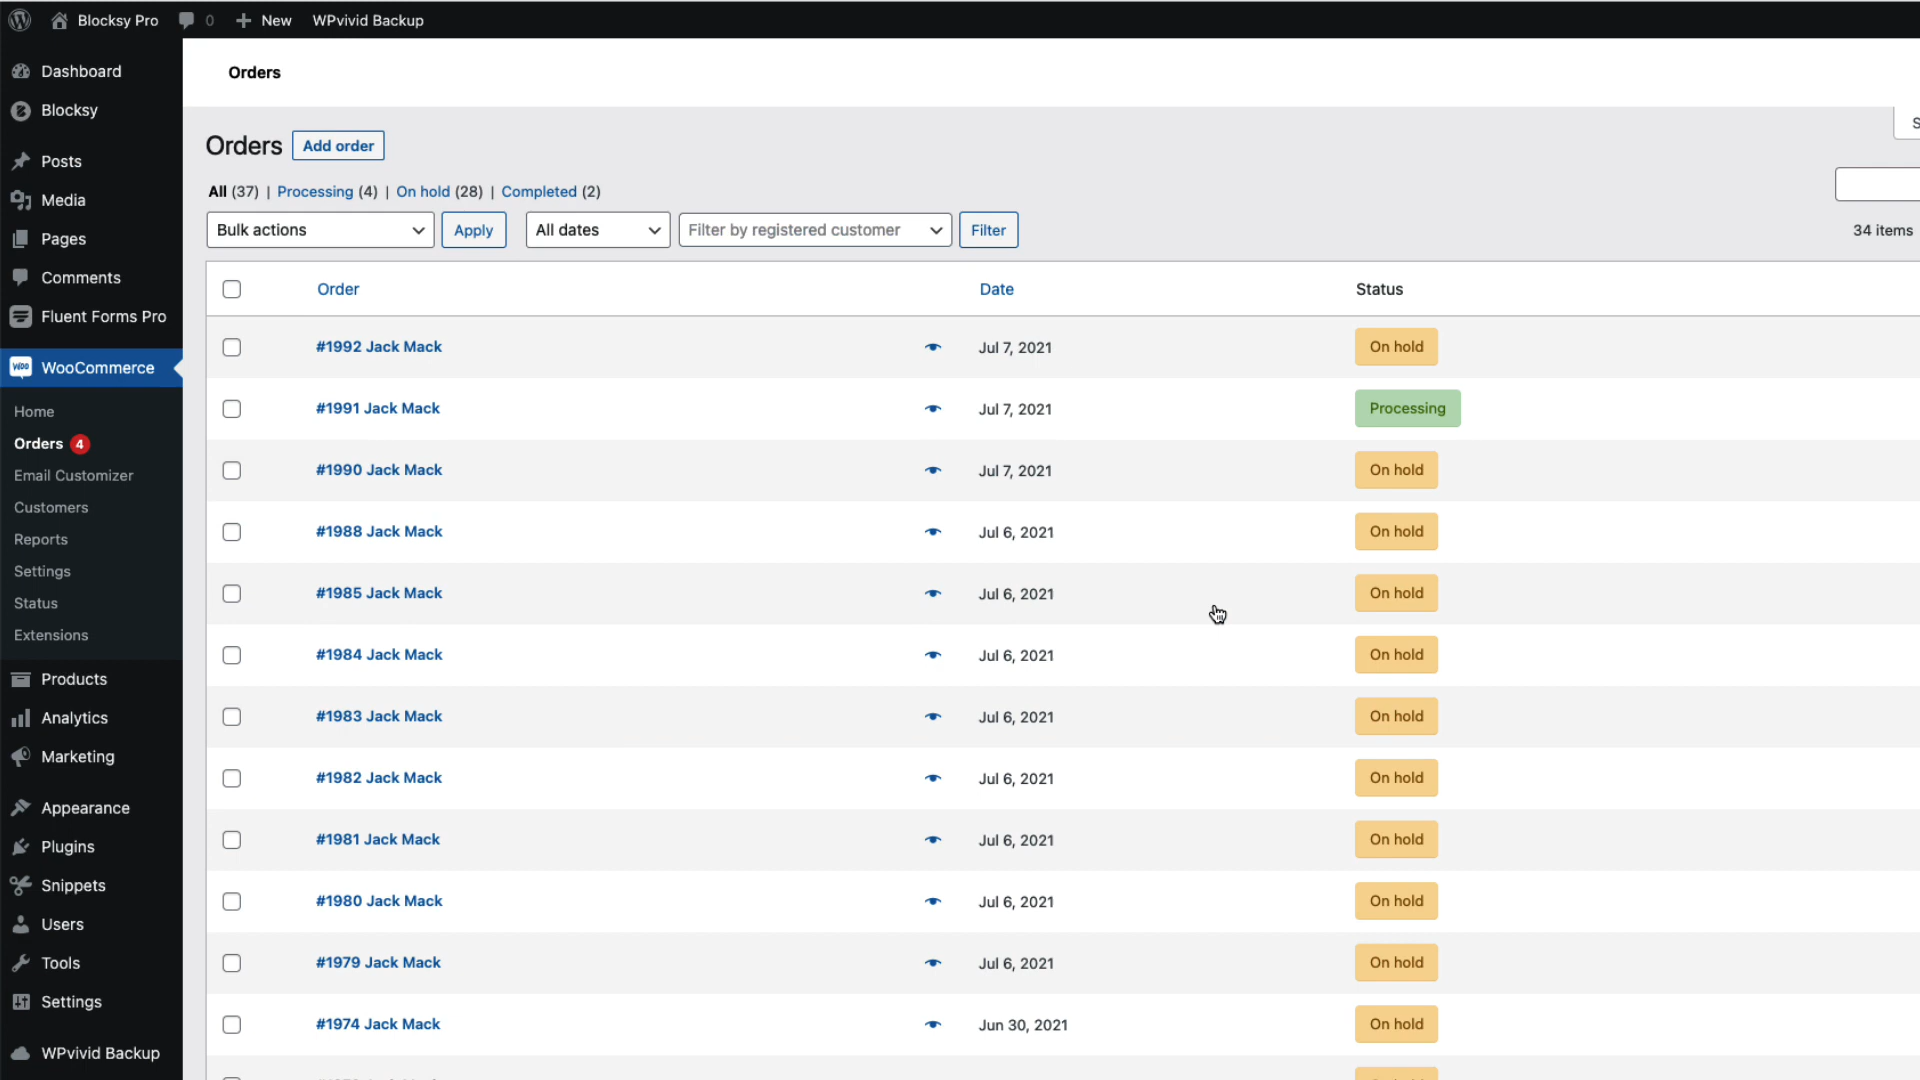 Blocksy Pro 0 New WPvivid Backup
Dashboard
Blocksy
Posts
Media
Pages
Comments
Fluent Forms Pro
WooCommerce
Home
Orders 4
Email Customizer
Customers
Reports
Settings
Status
Extensions
Products
Analytics
Marketing
Appearance
Plugins
Snippets
Users
Tools
Settings
WPvivid Backup
Orders
S
Orders Add order
All (37) | Processing (4) | On hold (28) | Completed (2)
Bulk actions Apply All dates Filter by registered customer Filter 34 items
Order Date Status
#1992 Jack Mack Jul 7, 2021 On hold
#1991 Jack Mack Jul 7, 2021 Processing
#1990 Jack Mack Jul 7, 2021 On hold
#1988 Jack Mack Jul 6, 2021 On hold
#1985 Jack Mack Jul 6, 2021 On hold
#1984 Jack Mack Jul 6, 2021 On hold
#1983 Jack Mack Jul 6, 2021 On hold
#1982 Jack Mack Jul 6, 2021 On hold
#1981 Jack Mack Jul 6, 2021 On hold
#1980 Jack Mack Jul 6, 2021 On hold
#1979 Jack Mack Jul 6, 2021 On hold
#1974 Jack Mack Jun 30, 2021 On hold